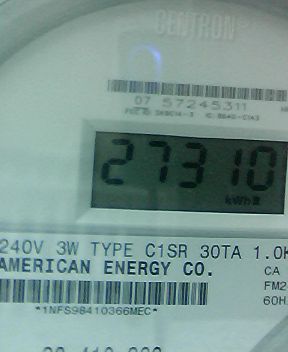 CENTRON®
07 57245311
27310
kWh
240V 3W TYPE C1SR 30TA 1.0K
AMERICAN ENERGY CO.
CA
FM2
60H
*1NFS98410366MEC*